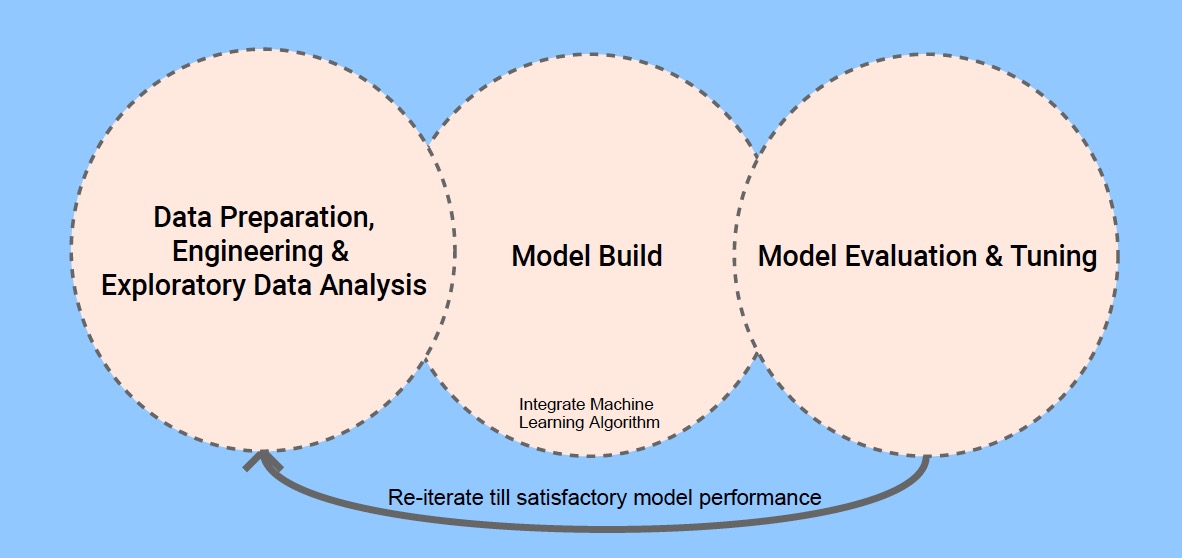 Data Preparation,
Engineering &
Exploratory Data Analysis
Model Build
Integrate Machine
Learning Algorithm
Model Evaluation & Tuning
Re-iterate till satisfactory model performance